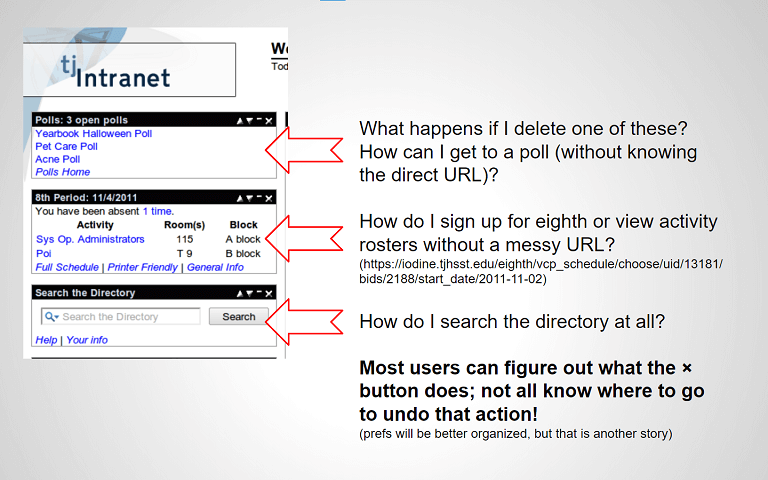 We
tj
Intranet
Tod
Polls: 3 open polls
Yearbook Halloween Poll
Pet Care Poll
Acne Poll
Polls Home
8th Period: 11/4/2011
You have been absent 1 time.
Activity Room(s) Block
Sys Op. Administrators 115 A block
Poi T 9 B block
Full Schedule | Printer Friendly | General Info
Search the Directory
Search the Directory Search
Help | Your info
What happens if I delete one of these?
How can I get to a poll (without knowing
the direct URL)?
How do I sign up for eighth or view activity
rosters without a messy URL?
(https://iodine.tjhsst.edu/eighth/vcp_schedule/choose/uid/13181/
bids/2188/start_date/2011-11-02)
How do I search the directory at all?
Most users can figure out what the ×
button does; not all know where to go
to undo that action!
(prefs will be better organized, but that is another story)